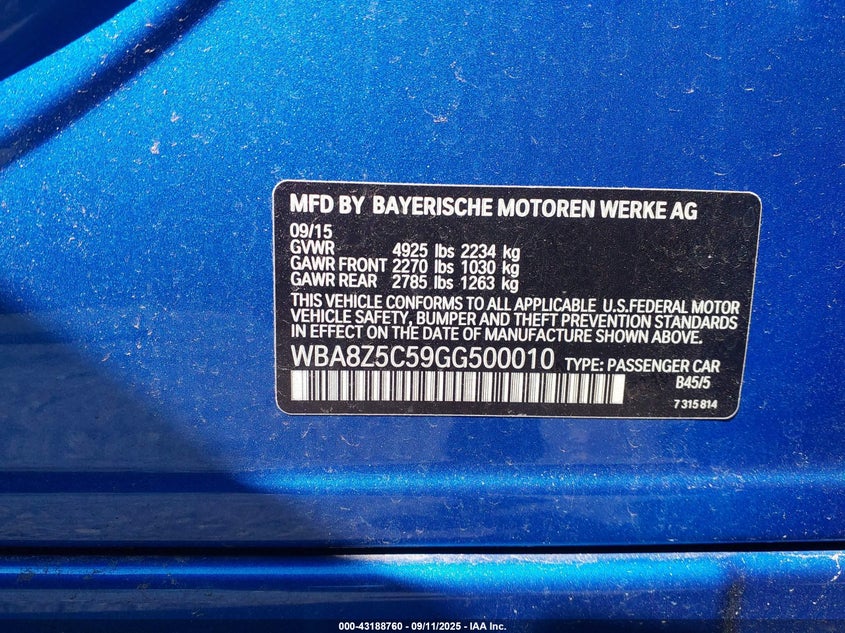 MFD BY BAYERISCHE MOTOREN WERKE AG
09/15
GVWR 4925 lbs 2234 kg
GAWR FRONT 2270 lbs 1030 kg
GAWR REAR 2785 lbs 1263 kg
THIS VEHICLE CONFORMS TO ALL APPLICABLE U.S.FEDERAL MOTOR
VEHICLE SAFETY, BUMPER AND THEFT PREVENTION STANDARDS IN
EFFECT ON THE DATE OF MANUFACTURE SHOWN ABOVE.
WBA8Z5C59GG500010 TYPE: PASSENGER CAR
B45/5
7 315 814
000-43188760 - 09/11/2025 - IAA Inc.